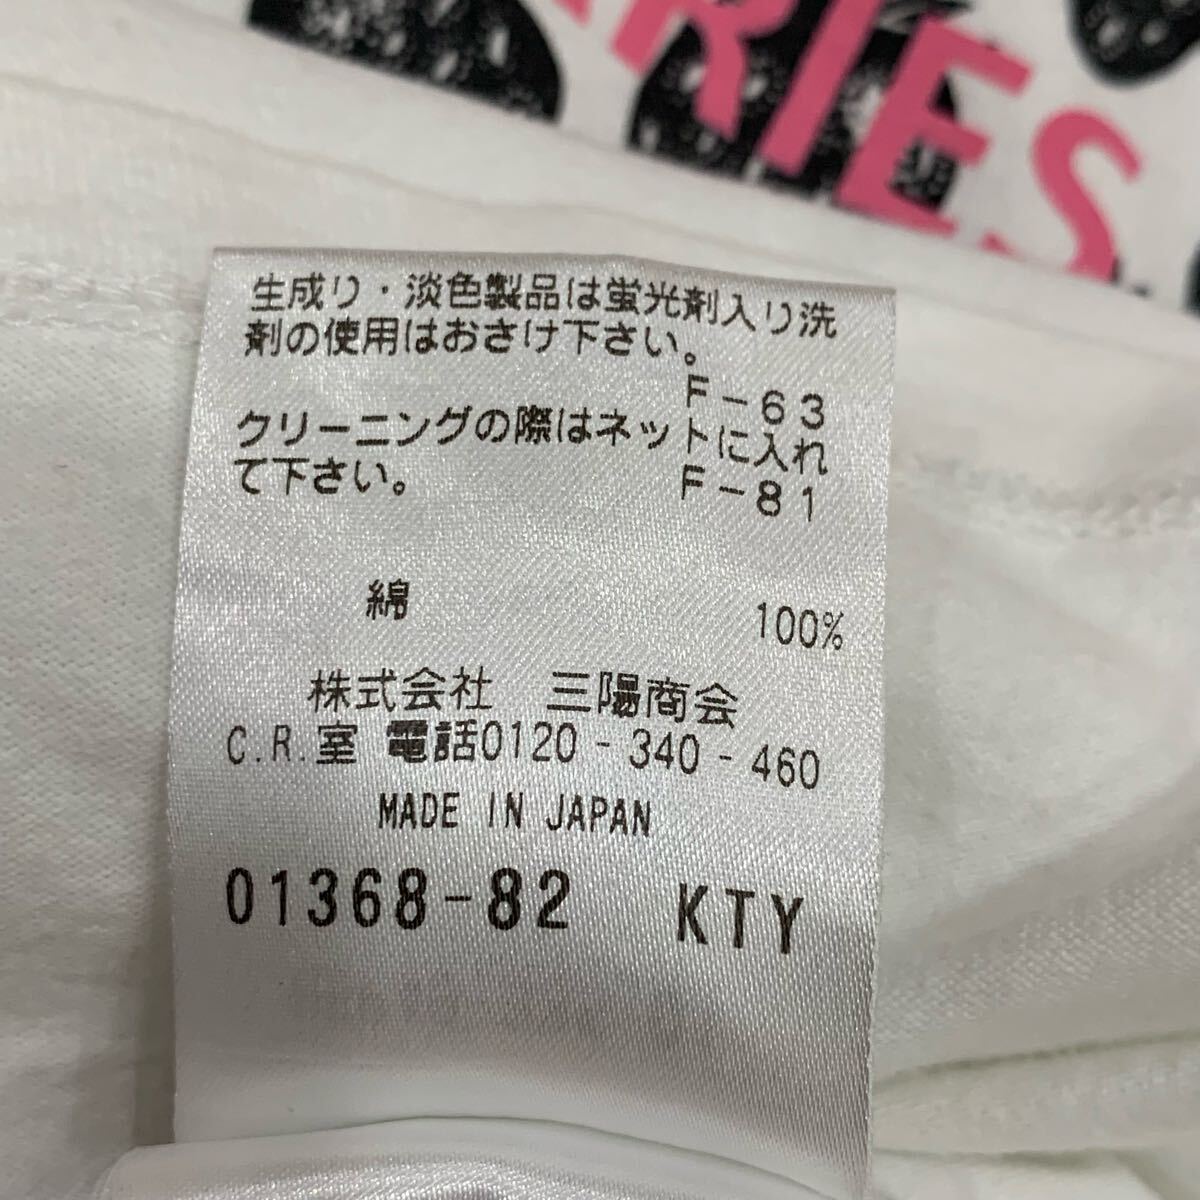 RIES
生成り・淡色製品は蛍光剤入り洗
剤の使用はおさけ下さい。
F-63
クリーニングの際はネットに入れ
て下さい。
F-81
綿 100%
株式会社 三陽商会
C.R.室 電話0120-340-460
MADE IN JAPAN
01368-82 KTY